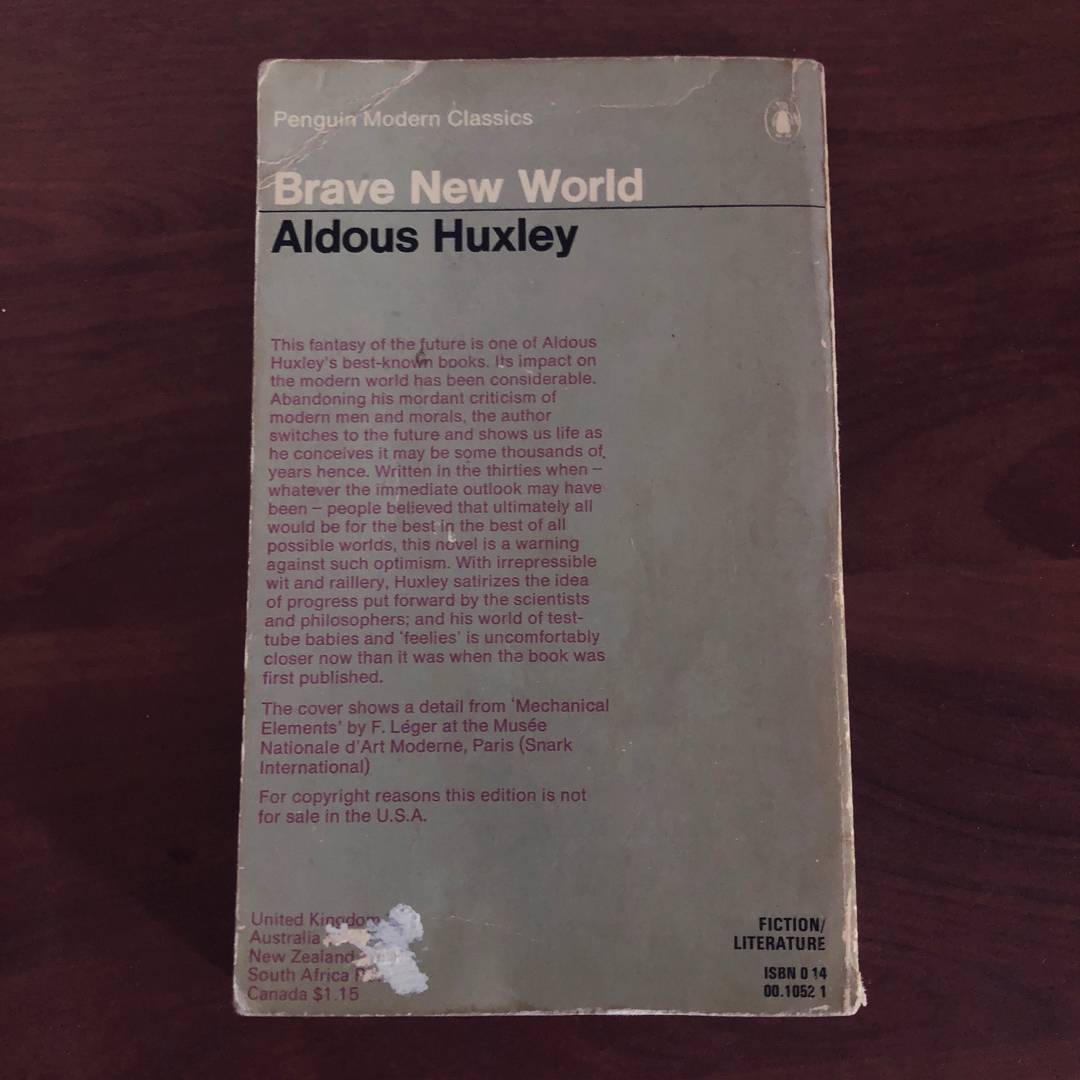 Penguin Modern Classics
Brave New World
Aldous Huxley
This fantasy of the future is one of Aldous
Huxley's best-known books. Its impact on
the modern world has been considerable.
Abandoning his mordant criticism of
modern men and morals, the author
switches to the future and shows us life as
he conceives it may be some thousands of
years hence. Written in the thirties when –
whatever the immediate outlook may have
been – people believed that ultimately all
would be for the best in the best of all
possible worlds, this novel is a warning
against such optimism. With irrepressible
wit and raillery, Huxley satirizes the idea
of progress put forward by the scientists
and philosophers; and his world of test-
tube babies and 'feelies' is uncomfortably
closer now than it was when the book was
first published.
The cover shows a detail from 'Mechanical
Elements' by F. Léger at the Musée
Nationale d'Art Moderne, Paris (Snark
International)
For copyright reasons this edition is not
for sale in the U.S.A.
United Kingdom
Australia
New Zealand
South Africa
Canada $1.15
FICTION/
LITERATURE
ISBN 0 14
00.1052 1